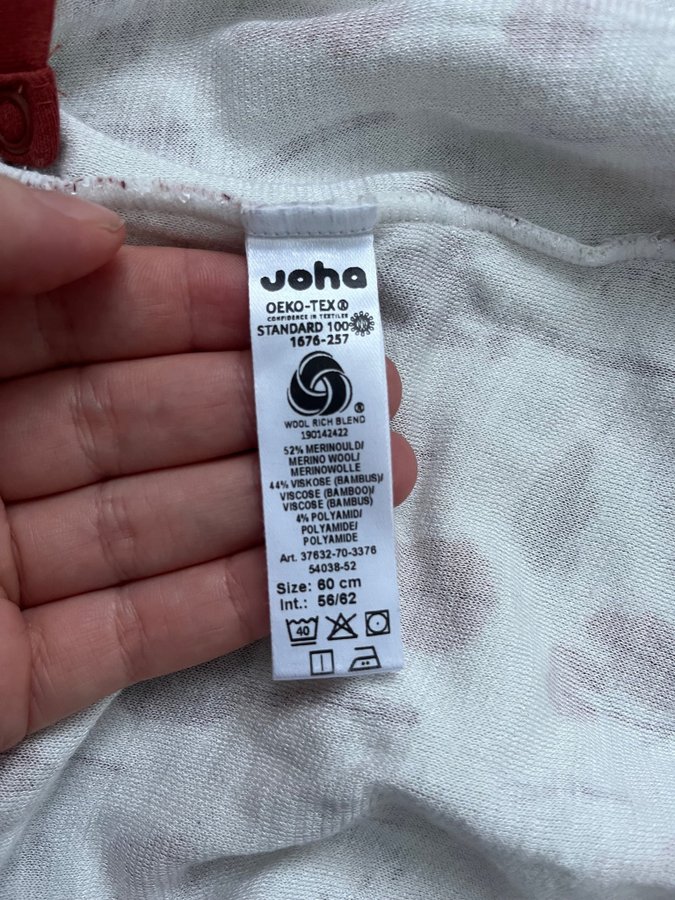 Joha
OEKO-TEX®
CONFIDENCE IN TEXTILES
STANDARD 100
1676-257
®
WOOL RICH BLEND
190142422
52% MERINOULD/
MERINO WOOL/
MERINOWOLLE
44% VISKOSE (BAMBUS)/
VISCOSE (BAMBOO)/
VISCOSE (BAMBUS)
4% POLYAMID/
POLYAMIDE/
POLYAMIDE
Art. 37632-70-3376
54038-52
Size: 60 cm
Int.: 56/62
40